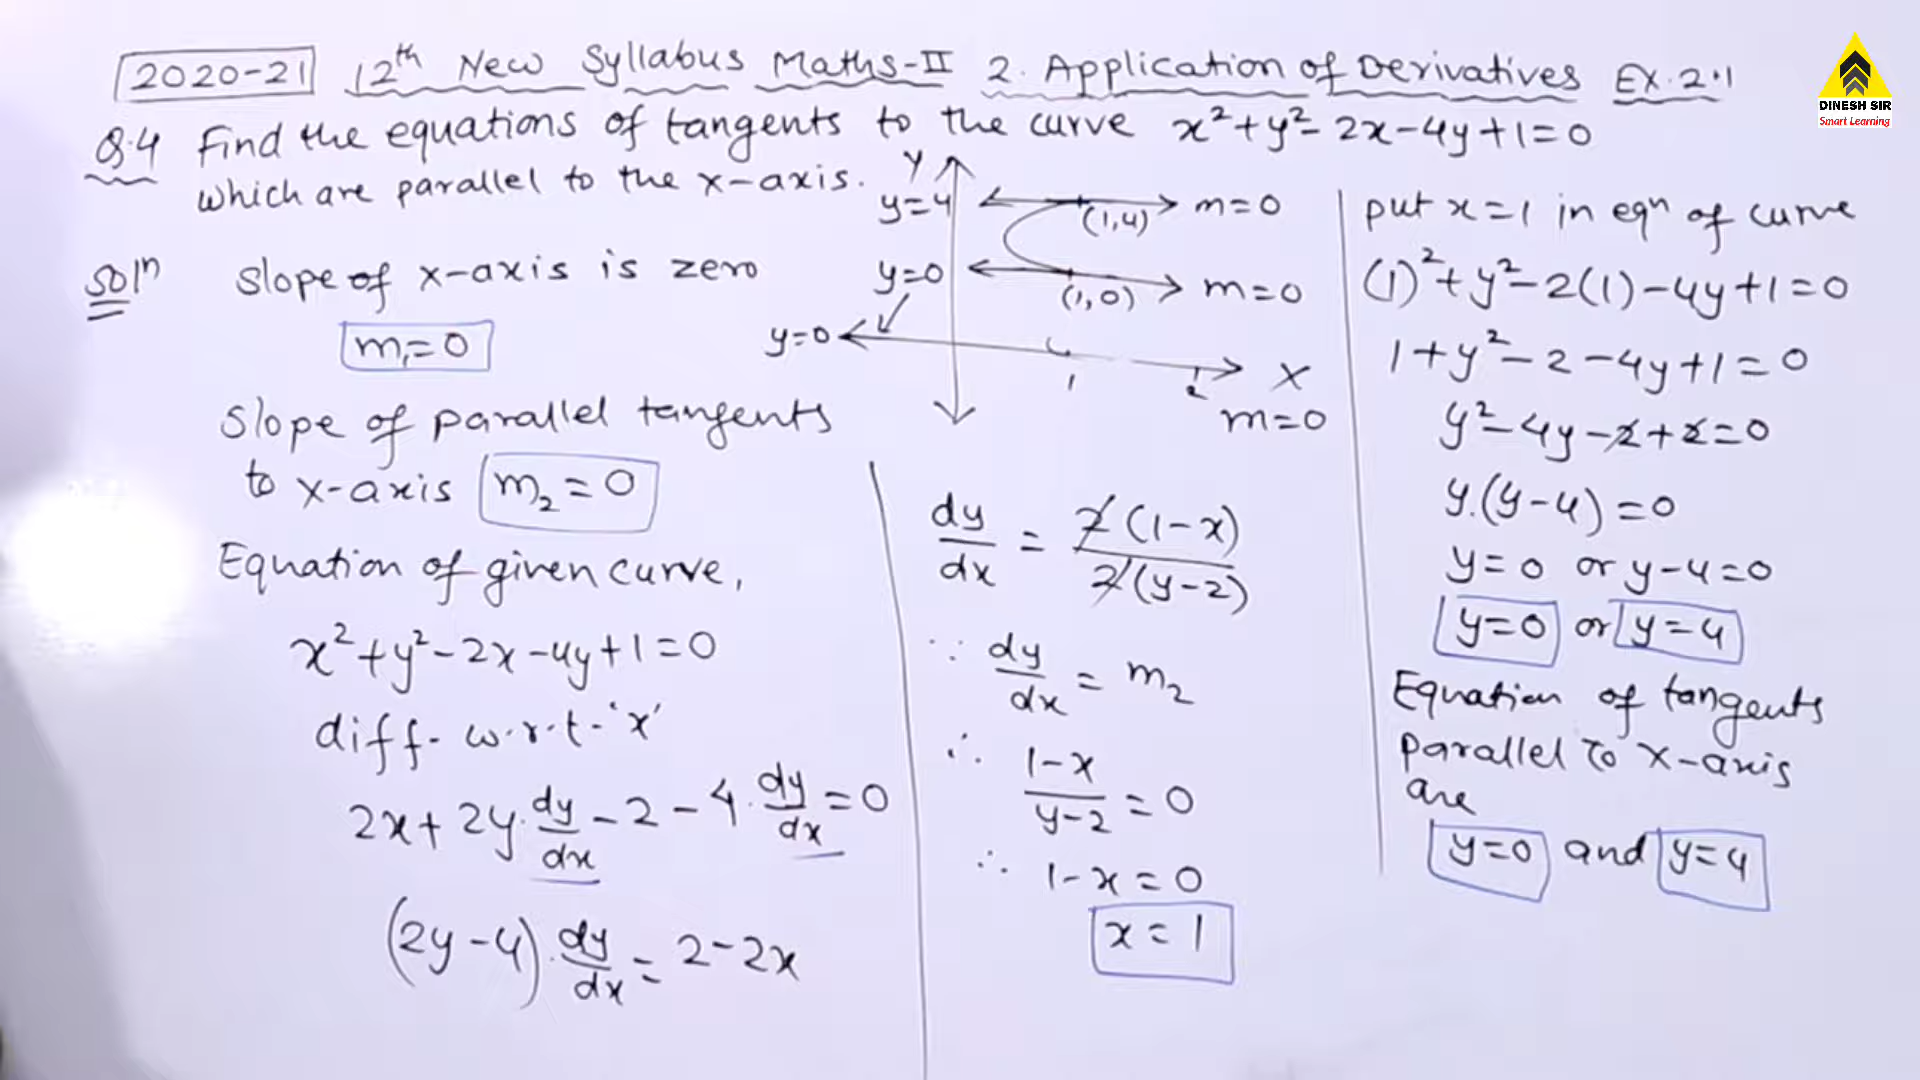 2020-21 12th New Syllabus Maths-II 2. Application of Derivatives Ex. 2.1
DINESH SIR
Smart Learning
Q.4 Find the equations of tangents to the curve x²+y²-2x-4y+1=0
which are parallel to the x-axis.
Soln Slope of x-axis is zero
m₁=0
Slope of parallel tangents
to x-axis m₂=0
Equation of given curve,
x²+y²-2x-4y+1=0
diff. w.r.t. 'x'
2x+2y.dy/dx-2-4.dy/dx=0
(2y-4).dy/dx=2-2x
Y
y=4 (1,4) m=0
y=0 (1,0) m=0
y=0 1 2 X
m=0
dy/dx = 2(1-x)/2(y-2)
∵ dy/dx = m₂
∴ 1-x/y-2 = 0
∴ 1-x=0
x=1
put x=1 in eqn of curve
(1)²+y²-2(1)-4y+1=0
1+y²-2-4y+1=0
y²-4y-2+2=0
y.(y-4)=0
y=0 or y-4=0
y=0 or y=4
Equation of tangents
parallel to x-axis
are
y=0 and y=4